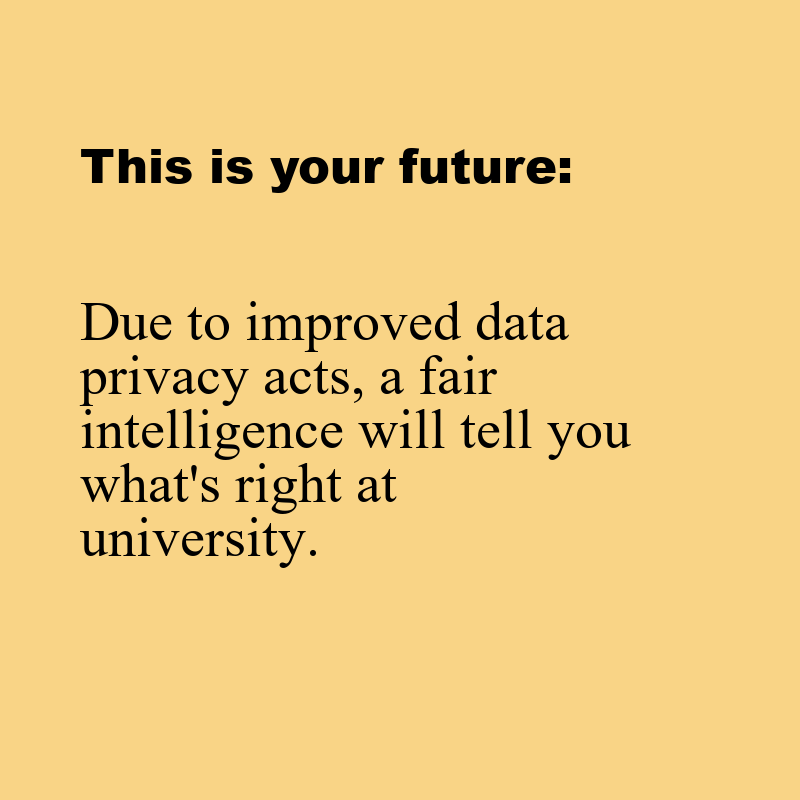 This is your future:
Due to improved data
privacy acts, a fair
intelligence will tell you
what's right at
university.